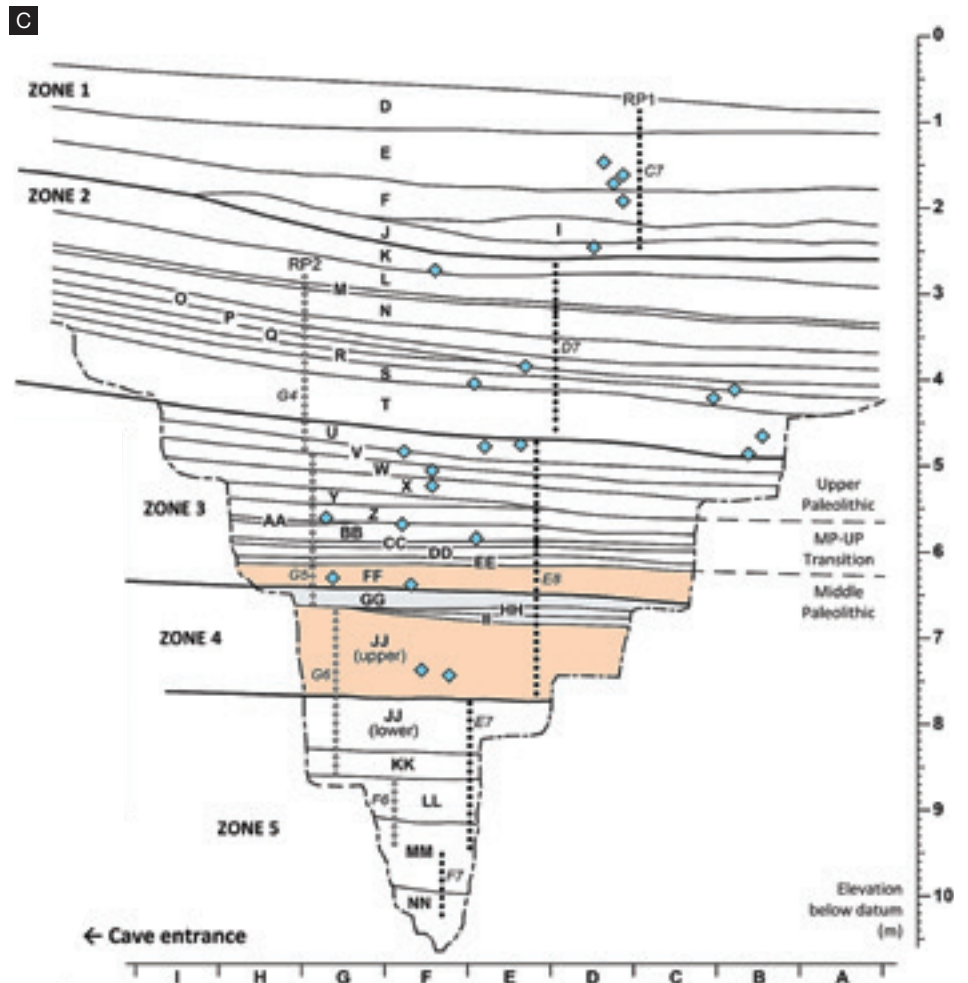 C
0
ZONE 1
D
RP1
1
E
C7
ZONE 2
F
2
J
I
K
RP2
L
M
3
O
N
P
Q
D7
R
S
4
G4
T
U
V
5
W
X
Upper
Paleolithic
Y
ZONE 3
Z
AA
BB
MP-UP
Transition
CC
DD
6
EE
G5
FF
E8
Middle
Paleolithic
GG
HH
II
ZONE 4
JJ
(upper)
7
G6
JJ
(lower)
E7
8
KK
F6
LL
9
ZONE 5
MM
F7
NN
Elevation
below datum
(m)
10
← Cave entrance
I H G F E D C B A